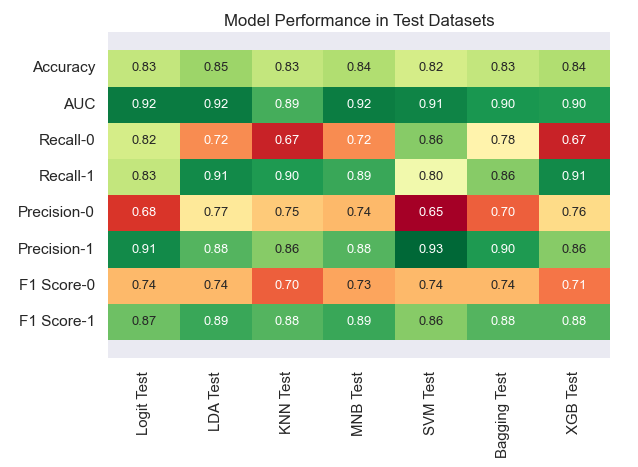 Model Performance in Test Datasets
Accuracy 0.83 0.85 0.83 0.84 0.82 0.83 0.84
AUC 0.92 0.92 0.89 0.92 0.91 0.90 0.90
Recall-0 0.82 0.72 0.67 0.72 0.86 0.78 0.67
Recall-1 0.83 0.91 0.90 0.89 0.80 0.86 0.91
Precision-0 0.68 0.77 0.75 0.74 0.65 0.70 0.76
Precision-1 0.91 0.88 0.86 0.88 0.93 0.90 0.86
F1 Score-0 0.74 0.74 0.70 0.73 0.74 0.74 0.71
F1 Score-1 0.87 0.89 0.88 0.89 0.86 0.88 0.88
Logit Test
LDA Test
KNN Test
MNB Test
SVM Test
Bagging Test
XGB Test